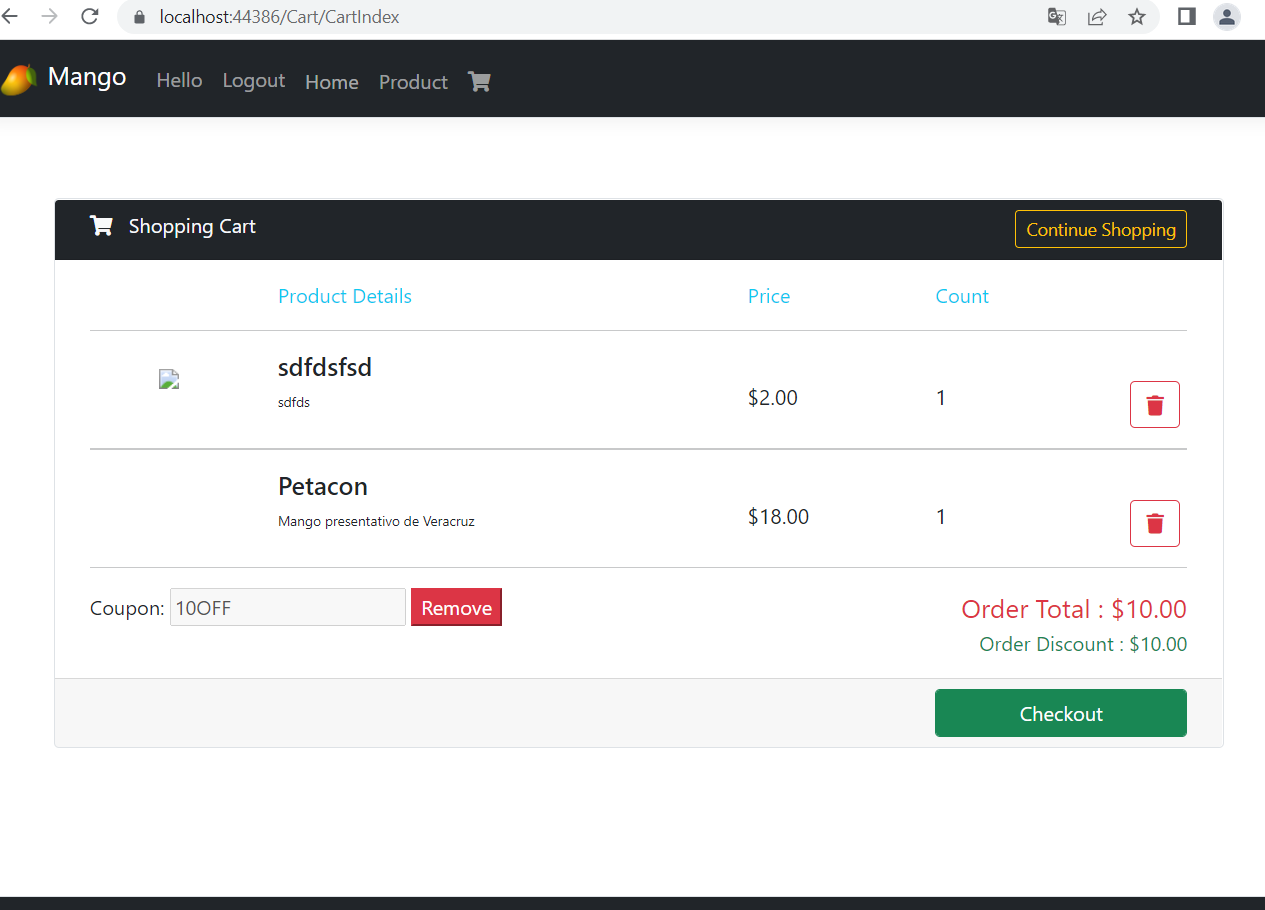 localhost:44386/Cart/CartIndex
Mango Hello Logout Home Product
Shopping Cart Continue Shopping
Product Details Price Count
sdfdsfsd
sdfds
$2.00 1
Petacon
Mango presentativo de Veracruz
$18.00 1
Coupon: 10OFF Remove Order Total : $10.00
Order Discount : $10.00
Checkout